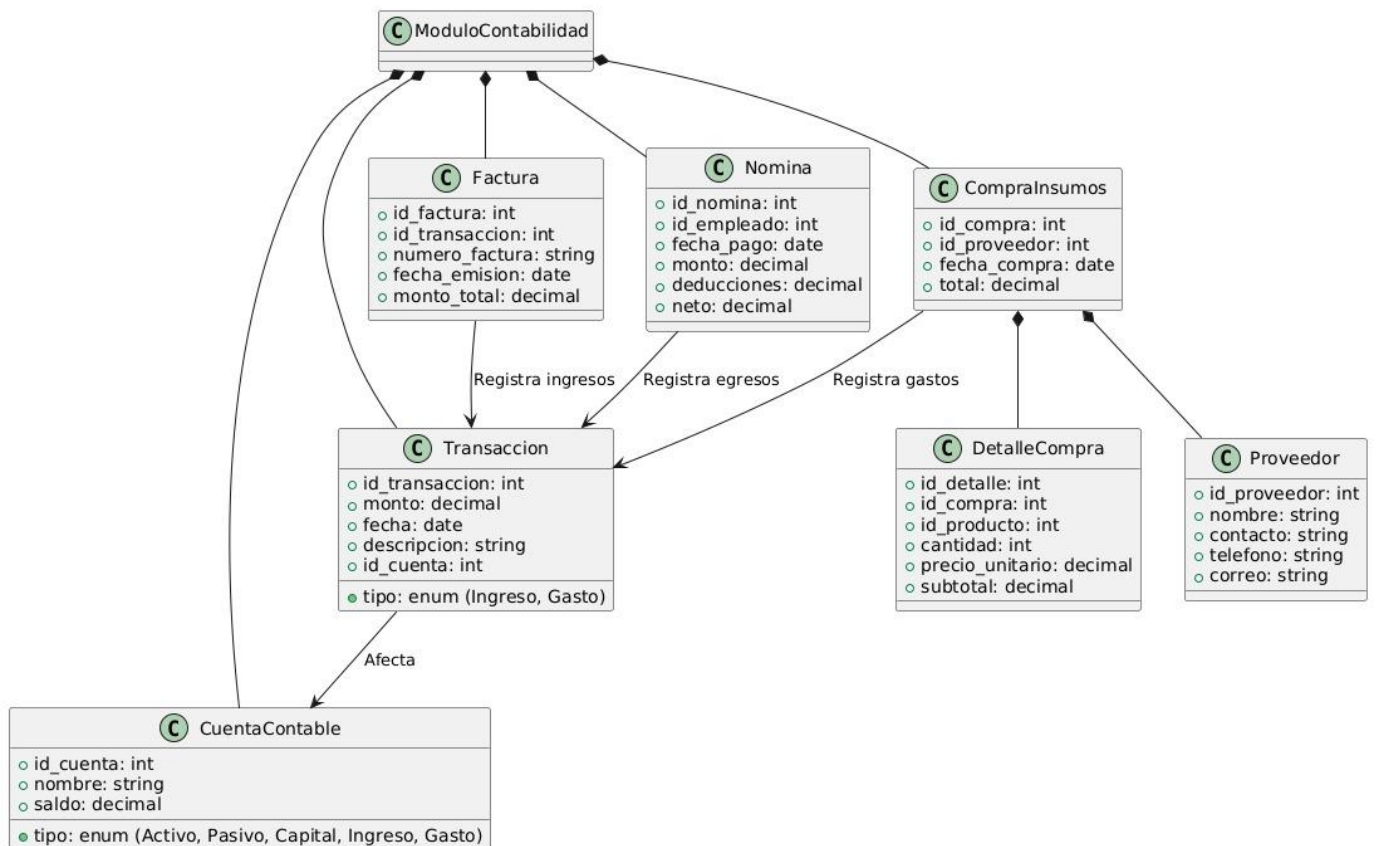 C ModuloContabilidad
C Factura
id_factura: int
id_transaccion: int
numero_factura: string
fecha_emision: date
monto_total: decimal
C Nomina
id_nomina: int
id_empleado: int
fecha_pago: date
monto: decimal
deducciones: decimal
neto: decimal
C CompraInsumos
id_compra: int
id_proveedor: int
fecha_compra: date
total: decimal
Registra ingresos
Registra egresos
Registra gastos
C Transaccion
id_transaccion: int
monto: decimal
fecha: date
descripcion: string
id_cuenta: int
tipo: enum (Ingreso, Gasto)
C DetalleCompra
id_detalle: int
id_compra: int
id_producto: int
cantidad: int
precio_unitario: decimal
subtotal: decimal
C Proveedor
id_proveedor: int
nombre: string
contacto: string
telefono: string
correo: string
Afecta
C CuentaContable
id_cuenta: int
nombre: string
saldo: decimal
tipo: enum (Activo, Pasivo, Capital, Ingreso, Gasto)